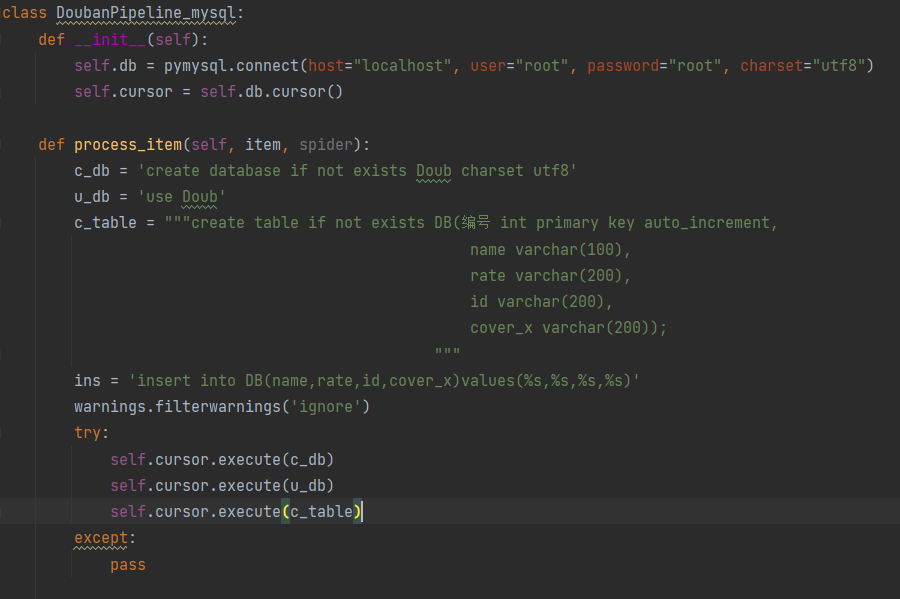 class DoubanPipeline_mysql:
    def __init__(self):
        self.db = pymysql.connect(host="localhost", user="root", password="root", charset="utf8")
        self.cursor = self.db.cursor()
    def process_item(self, item, spider):
        c_db = 'create database if not exists Doub charset utf8'
        u_db = 'use Doub'
        c_table = """create table if not exists DB(编号 int primary key auto_increment,
                                                    name varchar(100),
                                                    rate varchar(200),
                                                    id varchar(200),
                                                    cover_x varchar(200));
                                                """
        ins = 'insert into DB(name,rate,id,cover_x)values(%s,%s,%s,%s)'
        warnings.filterwarnings('ignore')
        try:
            self.cursor.execute(c_db)
            self.cursor.execute(u_db)
            self.cursor.execute(c_table)
        except:
            pass